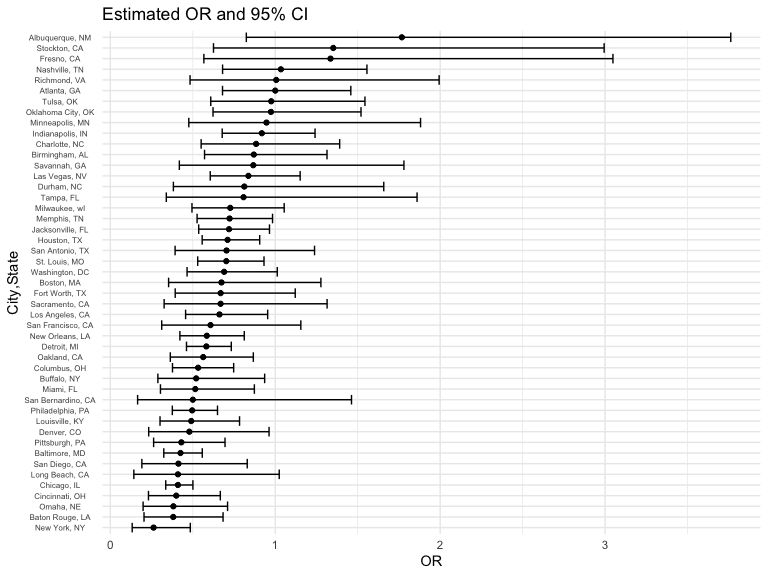 Estimated OR and 95% CI
City,State
Albuquerque, NM
Stockton, CA
Fresno, CA
Nashville, TN
Richmond, VA
Atlanta, GA
Tulsa, OK
Oklahoma City, OK
Minneapolis, MN
Indianapolis, IN
Charlotte, NC
Birmingham, AL
Savannah, GA
Las Vegas, NV
Durham, NC
Tampa, FL
Milwaukee, wI
Memphis, TN
Jacksonville, FL
Houston, TX
San Antonio, TX
St. Louis, MO
Washington, DC
Boston, MA
Fort Worth, TX
Sacramento, CA
Los Angeles, CA
San Francisco, CA
New Orleans, LA
Detroit, MI
Oakland, CA
Columbus, OH
Buffalo, NY
Miami, FL
San Bernardino, CA
Philadelphia, PA
Louisville, KY
Denver, CO
Pittsburgh, PA
Baltimore, MD
San Diego, CA
Long Beach, CA
Chicago, IL
Cincinnati, OH
Omaha, NE
Baton Rouge, LA
New York, NY
0 1 2 3
OR